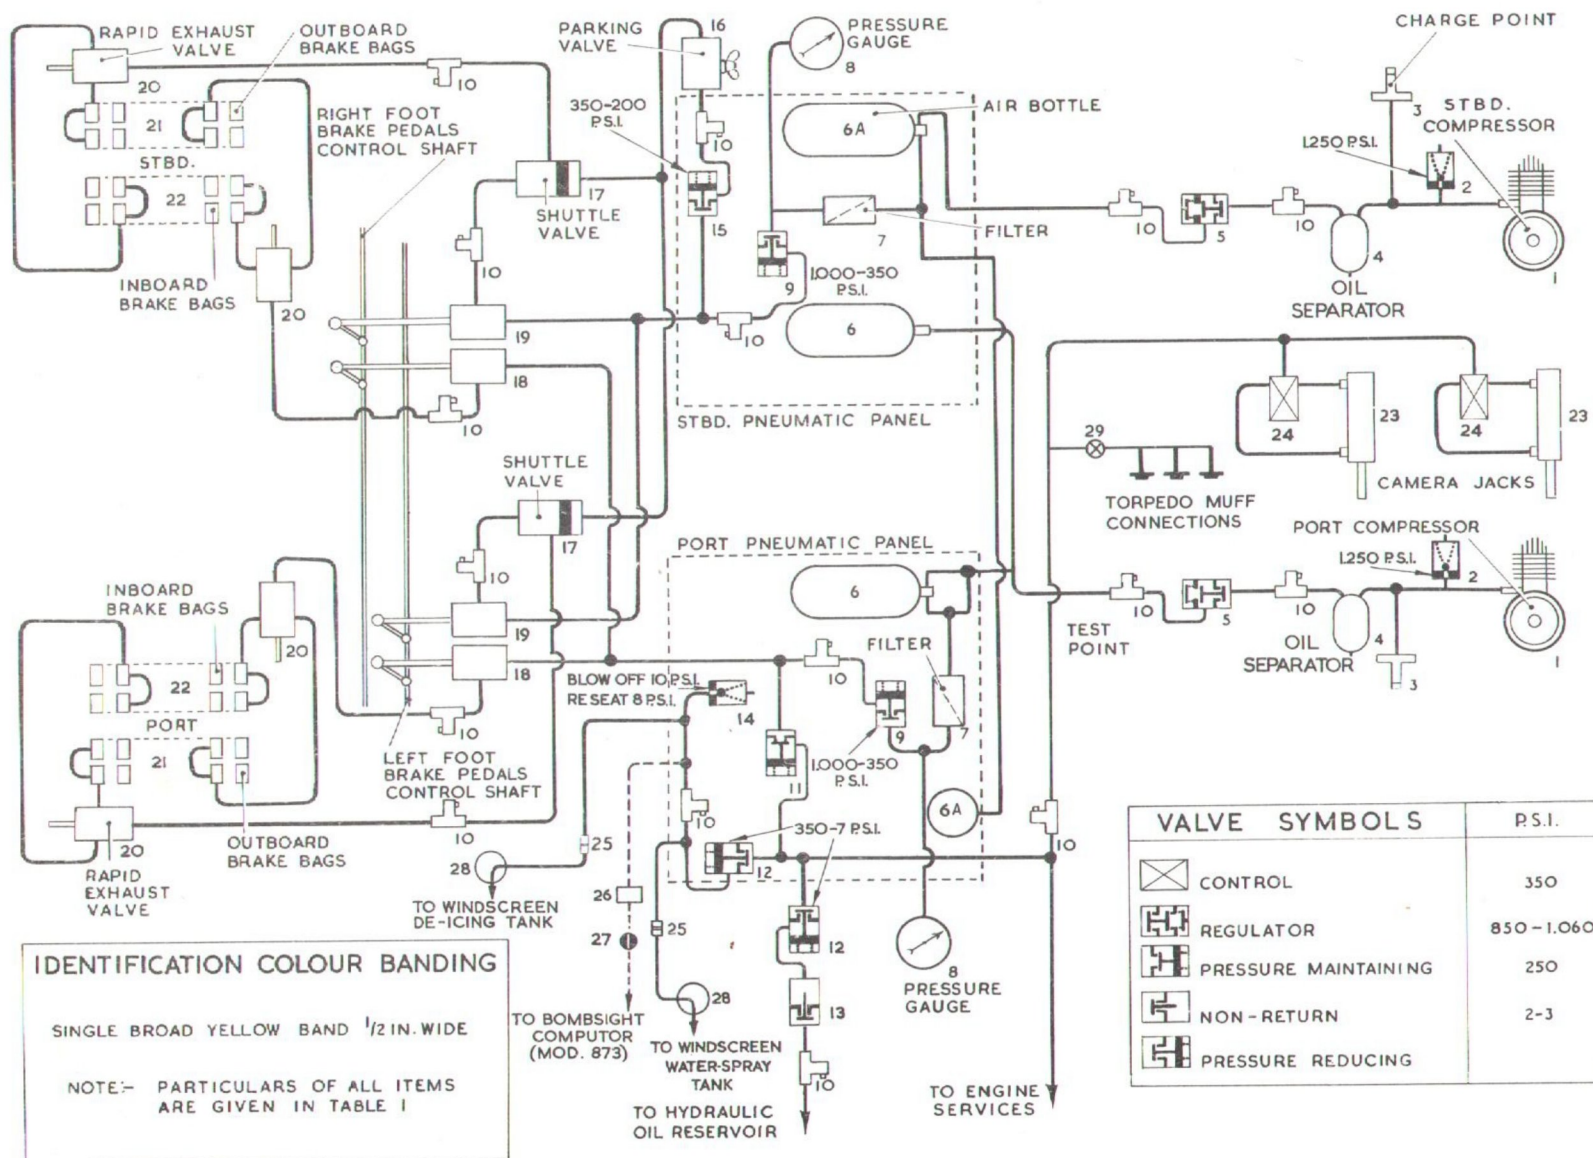 RAPID EXHAUST
VALVE
OUTBOARD
BRAKE BAGS
20
10
21
STBD.
22
RIGHT FOOT
BRAKE PEDALS
CONTROL SHAFT
INBOARD
BRAKE BAGS
20
10
10
SHUTTLE
VALVE
17
19
18
PARKING
VALVE
16
350-200
P.S.I.
10
15
PRESSURE
GAUGE
8
AIR BOTTLE
6A
7
FILTER
9
1,000-350
P.S.I.
10
6
STBD. PNEUMATIC PANEL
CHARGE POINT
3
STBD.
COMPRESSOR
1,250 P.S.I.
2
10
5
10
4
OIL
SEPARATOR
1
24
23
24
23
CAMERA JACKS
29
TORPEDO MUFF
CONNECTIONS
SHUTTLE
VALVE
17
10
PORT PNEUMATIC PANEL
6
FILTER
7
INBOARD
BRAKE BAGS
20
22
PORT
21
10
19
18
LEFT FOOT
BRAKE PEDALS
CONTROL SHAFT
OUTBOARD
BRAKE BAGS
20
RAPID
EXHAUST
VALVE
10
BLOW OFF 10 P.S.I.
RESEAT 8 P.S.I.
14
10
9
1,000-350
P.S.I.
11
10
350-7 P.S.I.
12
6A
PORT COMPRESSOR
1,250 P.S.I.
2
10
5
10
4
3
1
TEST
POINT
OIL
SEPARATOR
10
28
25
TO WINDSCREEN
DE-ICING TANK
26
27
25
28
TO BOMBSIGHT
COMPUTOR
(MOD. 873)
TO WINDSCREEN
WATER-SPRAY
TANK
12
13
10
TO HYDRAULIC
OIL RESERVOIR
8
PRESSURE
GAUGE
TO ENGINE
SERVICES
VALVE SYMBOLS P.S.I.
CONTROL 350
REGULATOR 850-1,060
PRESSURE MAINTAINING 250
NON-RETURN 2-3
PRESSURE REDUCING
IDENTIFICATION COLOUR BANDING
SINGLE BROAD YELLOW BAND 1/2 IN. WIDE
NOTE:- PARTICULARS OF ALL ITEMS
ARE GIVEN IN TABLE 1